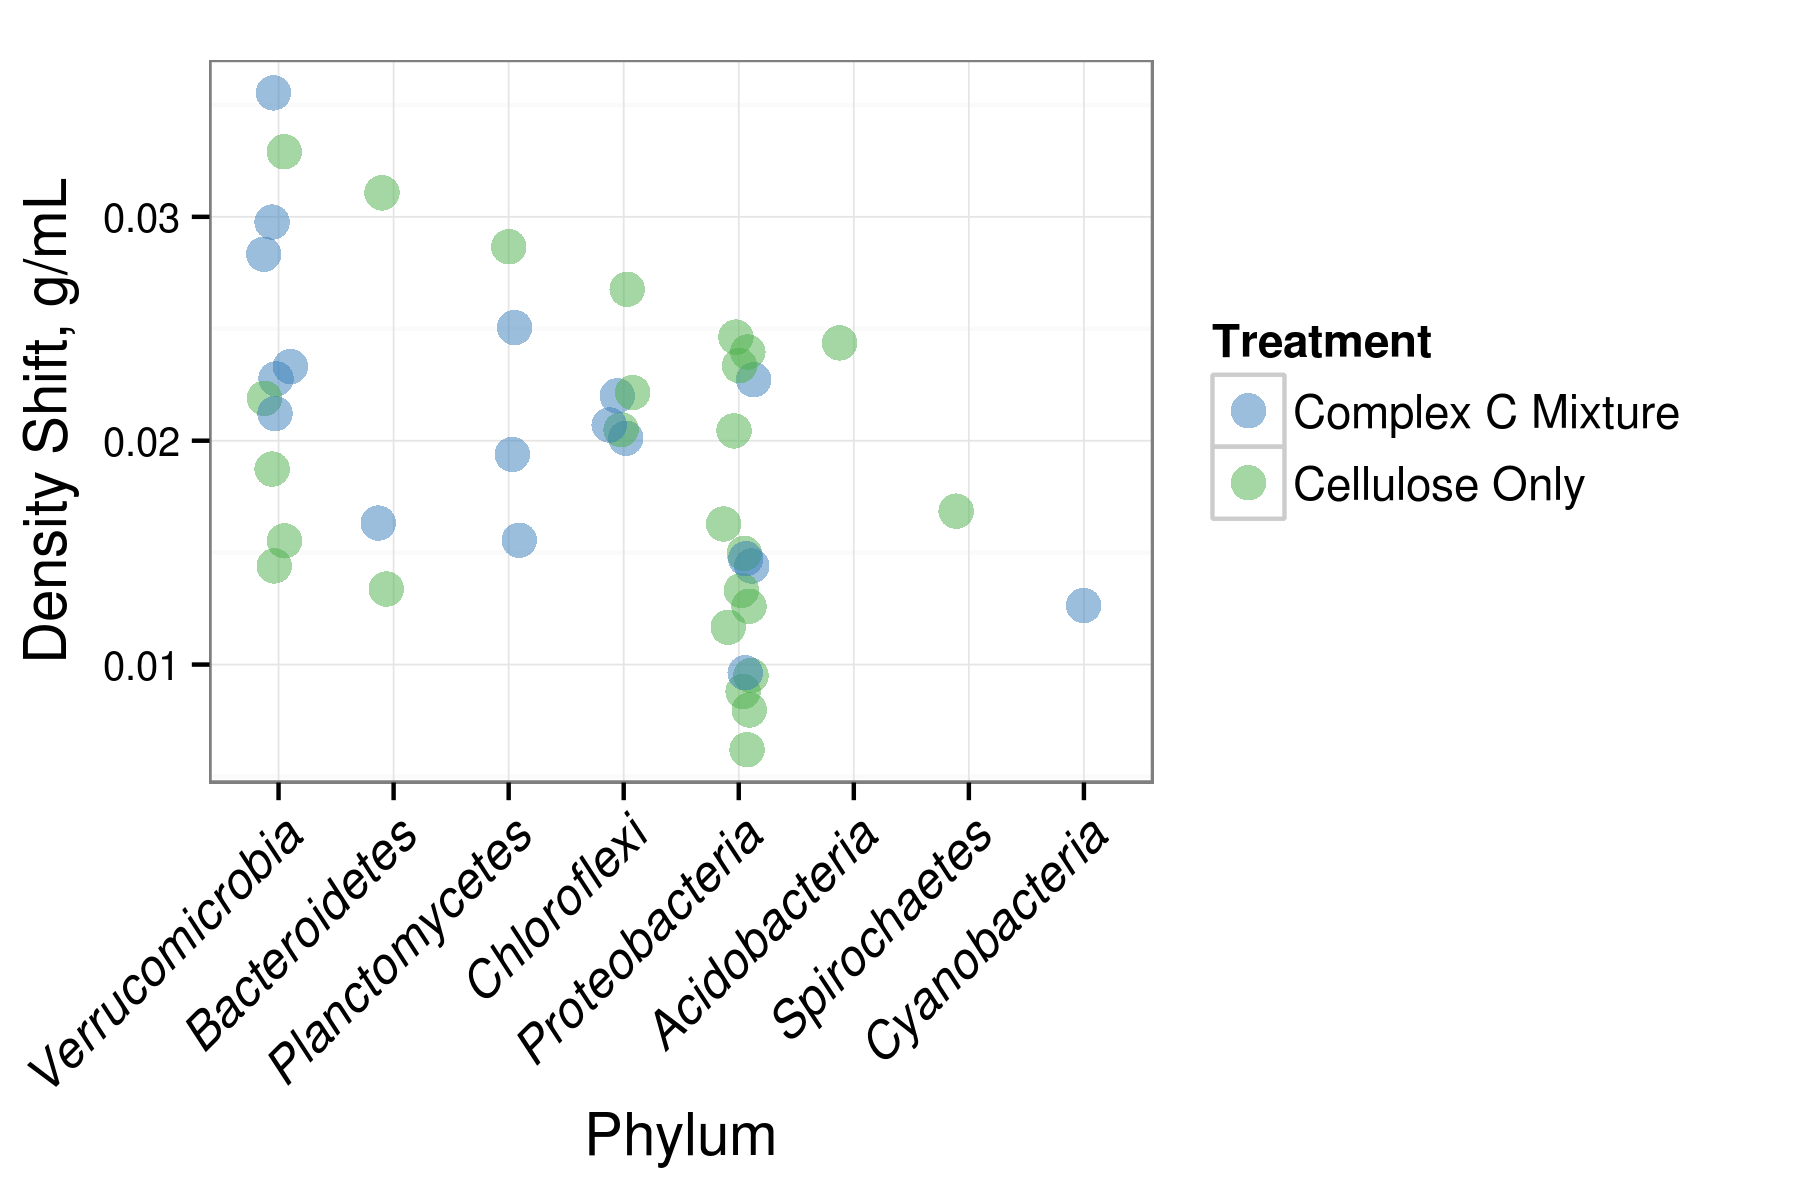 Density Shift, g/mL
0.03
0.02
0.01
Verrucomicrobia
Bacteroidetes
Planctomycetes
Chloroflexi
Proteobacteria
Acidobacteria
Spirochaetes
Cyanobacteria
Phylum
Treatment
Complex C Mixture
Cellulose Only